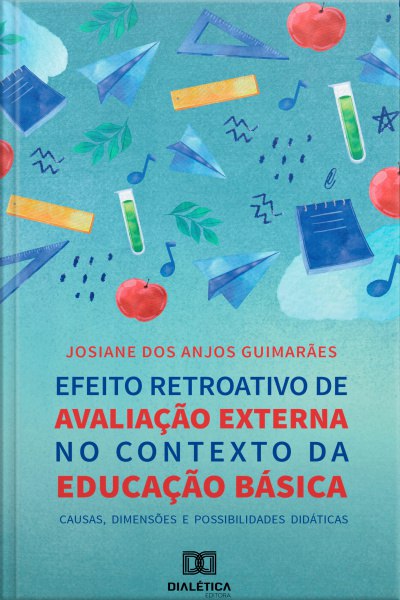 JOSIANE DOS ANJOS GUIMARÃES
EFEITO RETROATIVO DE
AVALIAÇÃO EXTERNA
NO CONTEXTO DA
EDUCAÇÃO BÁSICA
CAUSAS, DIMENSÕES E POSSIBILIDADES DIDÁTICAS
DIALÉTICA
EDITORA